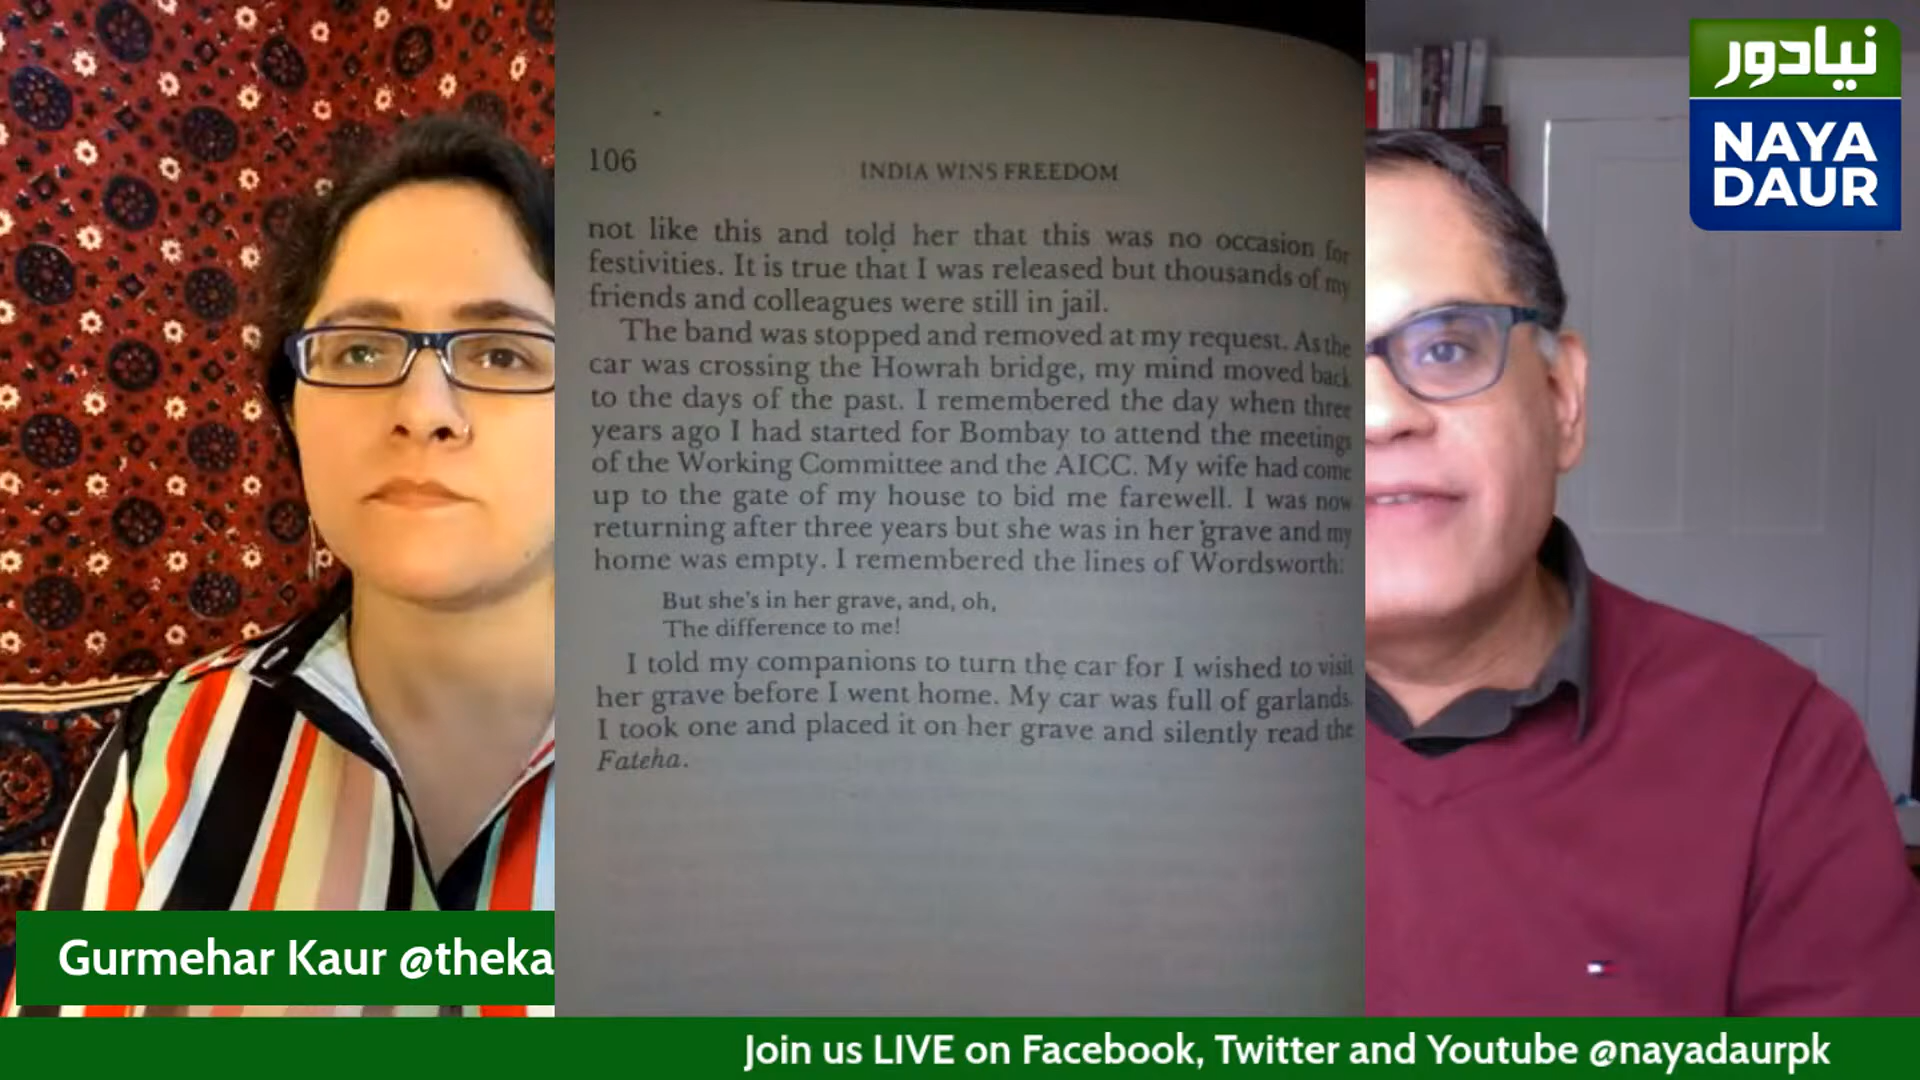 نیادور
NAYA
DAUR
106
INDIA WINS FREEDOM
not like this and told her that this was no occasion for
festivities. It is true that I was released but thousands of my
friends and colleagues were still in jail.
The band was stopped and removed at my request. As the
car was crossing the Howrah bridge, my mind moved back
to the days of the past. I remembered the day when three
years ago I had started for Bombay to attend the meetings
of the Working Committee and the AICC. My wife had come
up to the gate of my house to bid me farewell. I was now
returning after three years but she was in her grave and my
home was empty. I remembered the lines of Wordsworth:
But she's in her grave, and, oh,
The difference to me!
I told my companions to turn the car for I wished to visit
her grave before I went home. My car was full of garlands.
I took one and placed it on her grave and silently read the
Fateha.
Gurmehar Kaur @theka
Join us LIVE on Facebook, Twitter and Youtube @nayadaurpk